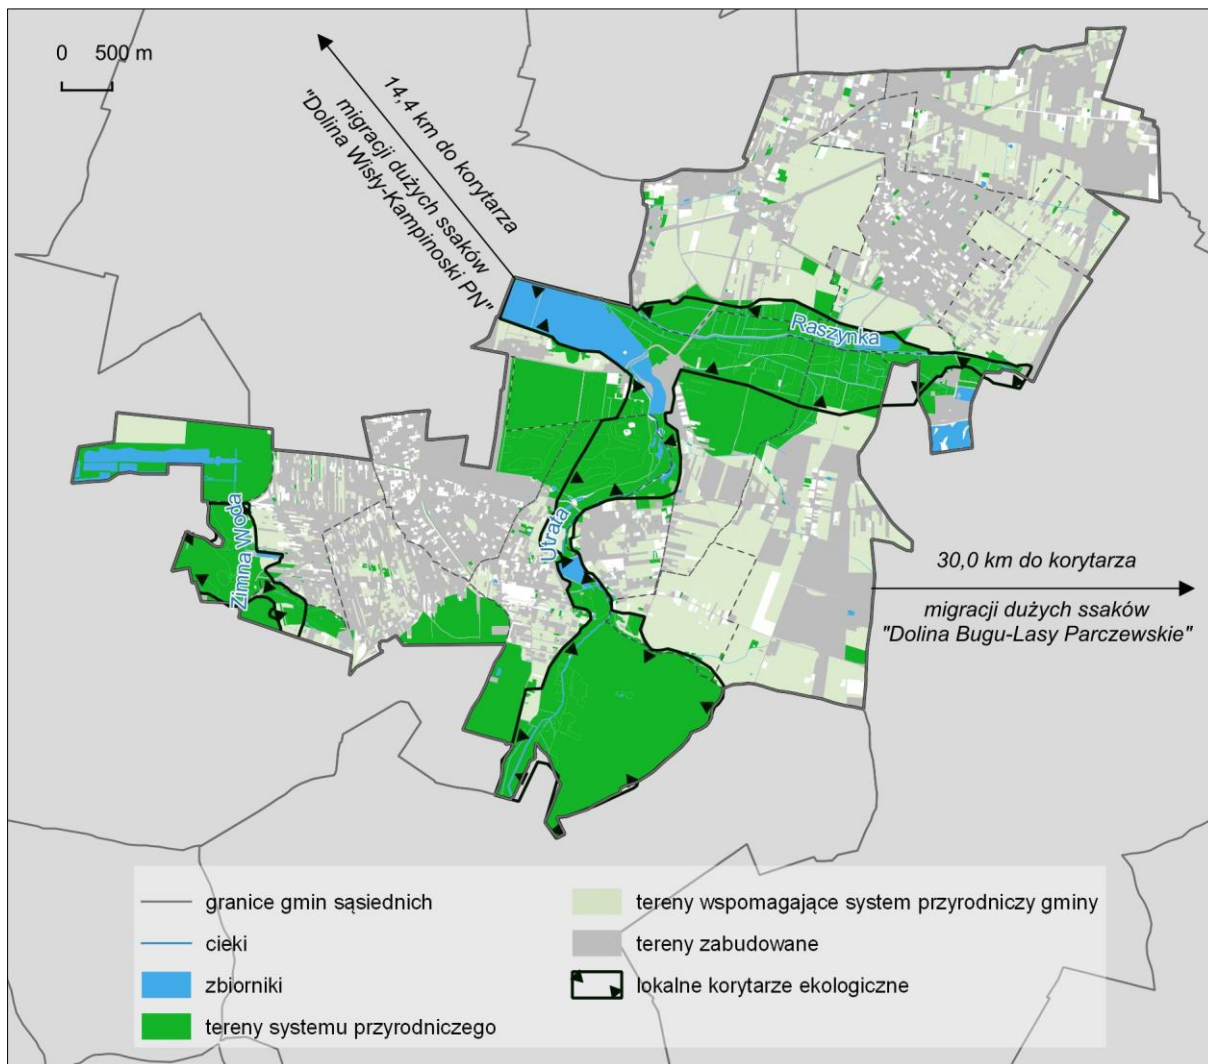 0 500 m
14,4 km do korytarza
migracji dużych ssaków
"Dolina Wisły-Kampinoski PN"
Raszynka
Utrata
Zimna Woda
30,0 km do korytarza
migracji dużych ssaków
"Dolina Bugu-Lasy Parczewskie"
granice gmin sąsiednich
cieki
zbiorniki
tereny systemu przyrodniczego
tereny wspomagające system przyrodniczy gminy
tereny zabudowane
lokalne korytarze ekologiczne